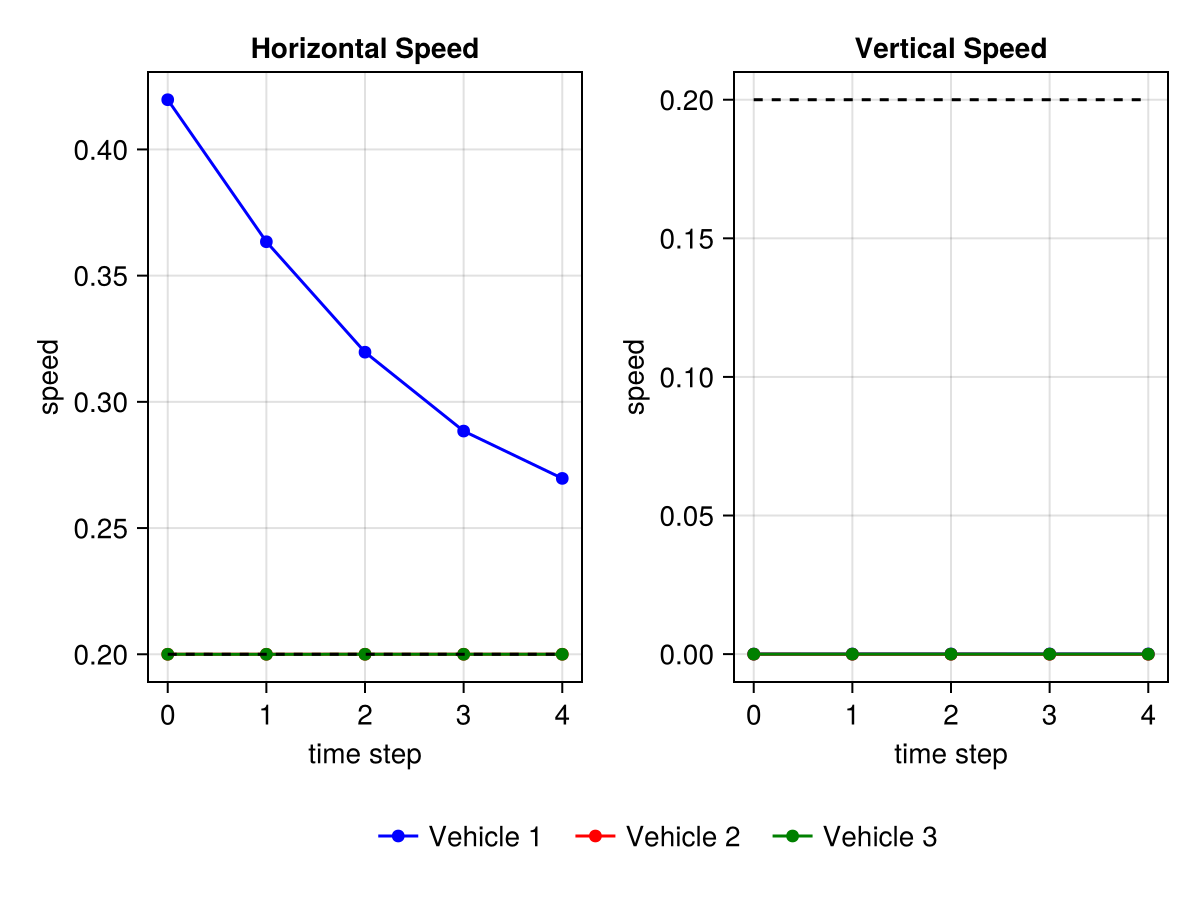 Horizontal Speed
0.40
0.35
0.30
0.25
0.20
speed
0 1 2 3 4
time step
Vertical Speed
0.20
0.15
0.10
0.05
0.00
speed
0 1 2 3 4
time step
Vehicle 1 Vehicle 2 Vehicle 3